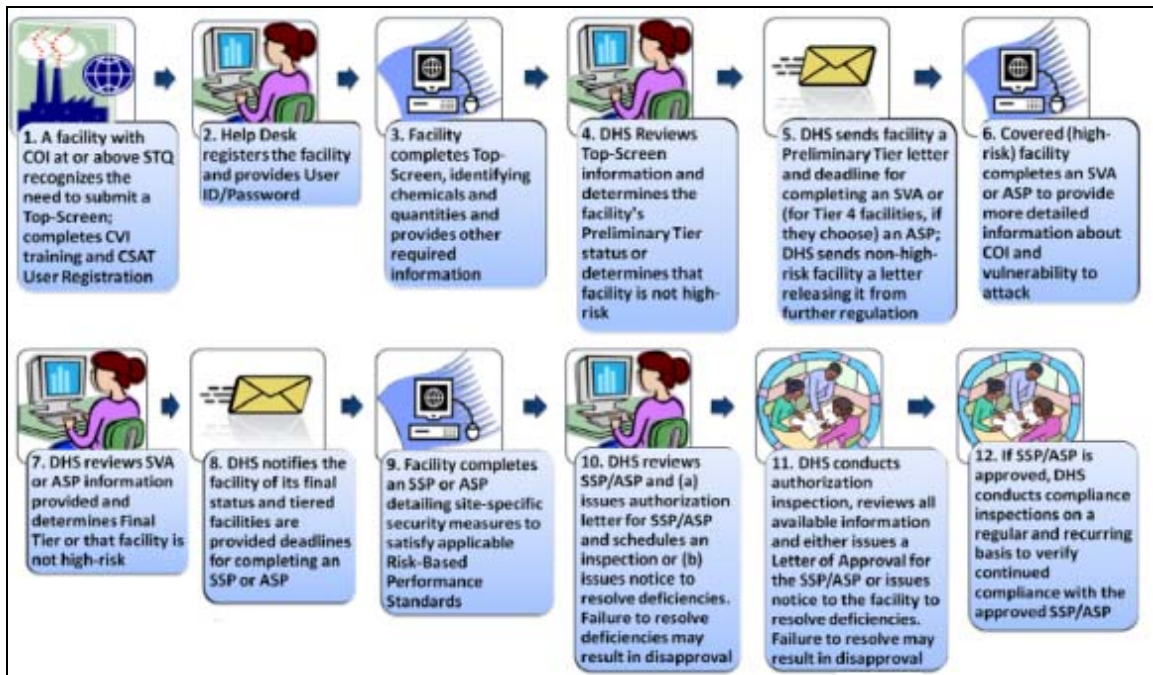 1. A facility with
COI at or above STQ
recognizes the
need to submit a
Top-Screen;
completes CVI
training and CSAT
User Registration
2. Help Desk
registers the facility
and provides User
ID/Password
3. Facility
completes Top-
Screen, identifying
chemicals and
quantities and
provides other
required
information
4. DHS Reviews
Top-Screen
information and
determines the
facility's
Preliminary Tier
status or
determines that
facility is not high-
risk
5. DHS sends facility a
Preliminary Tier letter
and deadline for
completing an SVA or
(for Tier 4 facilities, if
they choose) an ASP;
DHS sends non-high-
risk facility a letter
releasing it from
further regulation
6. Covered (high-
risk) facility
completes an SVA
or ASP to provide
more detailed
information about
COI and
vulnerability to
attack
7. DHS reviews SVA
or ASP information
provided and
determines Final
Tier or that facility is
not high-risk
8. DHS notifies the
facility of its final
status and tiered
facilities are
provided deadlines
for completing an
SSP or ASP
9. Facility completes
an SSP or ASP
detailing site-specific
security measures to
satisfy applicable
Risk-Based
Performance
Standards
10. DHS reviews
SSP/ASP and (a)
issues authorization
letter for SSP/ASP
and schedules an
inspection or (b)
issues notice to
resolve deficiencies.
Failure to resolve
deficiencies may
result in disapproval
11. DHS conducts
authorization
inspection, reviews all
available information
and either issues a
Letter of Approval for
the SSP/ASP or issues
notice to the facility to
resolve deficiencies.
Failure to resolve may
result in disapproval
12. If SSP/ASP is
approved, DHS
conducts compliance
inspections on a
regular and recurring
basis to verify
continued
compliance with the
approved SSP/ASP